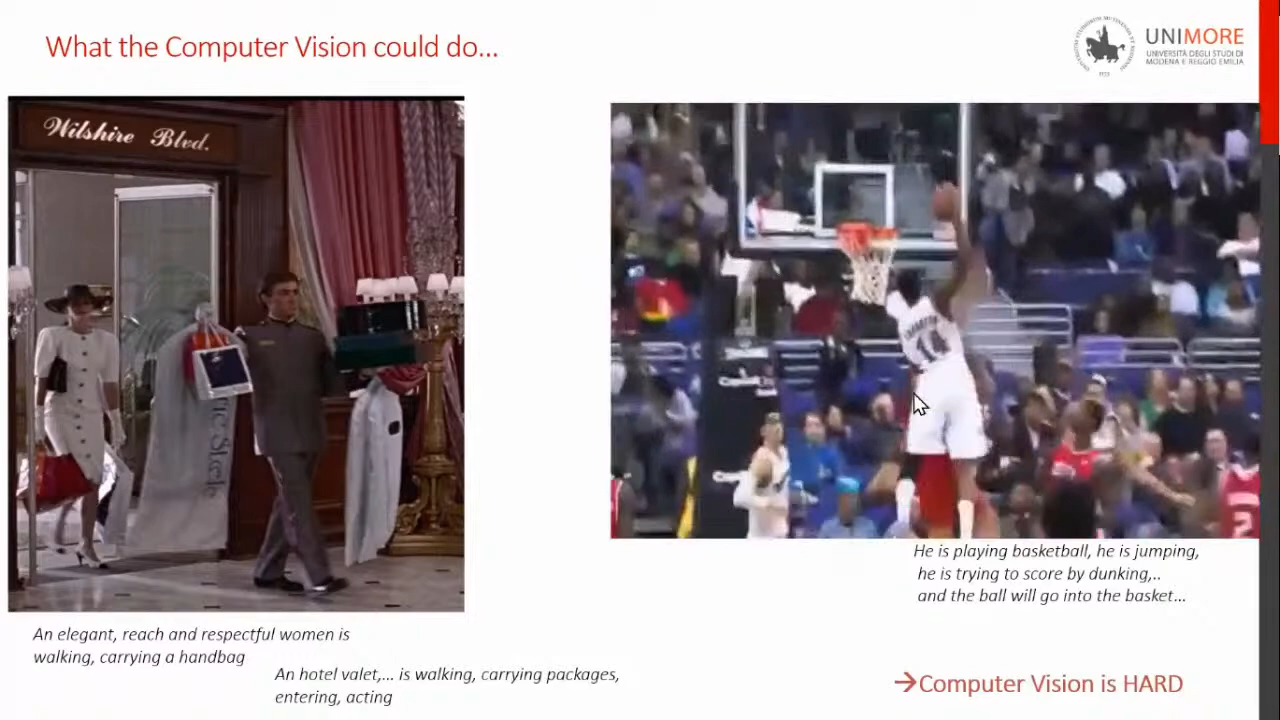 What the Computer Vision could do...
UNIMORE
UNIVERSITÀ DEGLI STUDI DI
MODENA E REGGIO EMILIA
Wilshire Blvd.
He is playing basketball, he is jumping,
he is trying to score by dunking,..
and the ball will go into the basket...
An elegant, reach and respectful women is
walking, carrying a handbag
An hotel valet,... is walking, carrying packages,
entering, acting
→Computer Vision is HARD
2